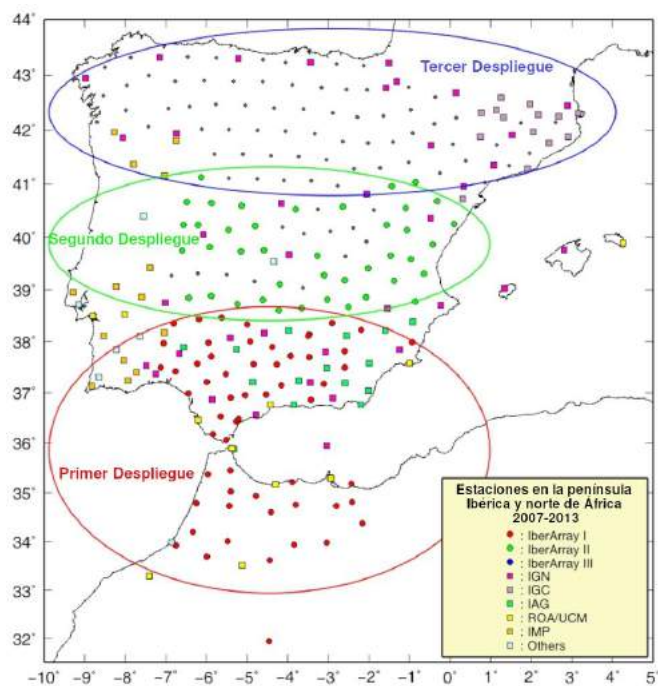 44°
43°
42°
41°
40°
39°
38°
37°
36°
35°
34°
33°
32°
Tercer Despliegue
Segundo Despliegue
Primer Despliegue
Estaciones en la península
Ibérica y norte de África
2007-2013
: IberArray I
: IberArray II
: IberArray III
: IGN
: IGC
: IAG
: ROA/UCM
: IMP
: Others
-10° -9° -8° -7° -6° -5° -4° -3° -2° -1° 0° 1° 2° 3° 4° 5°